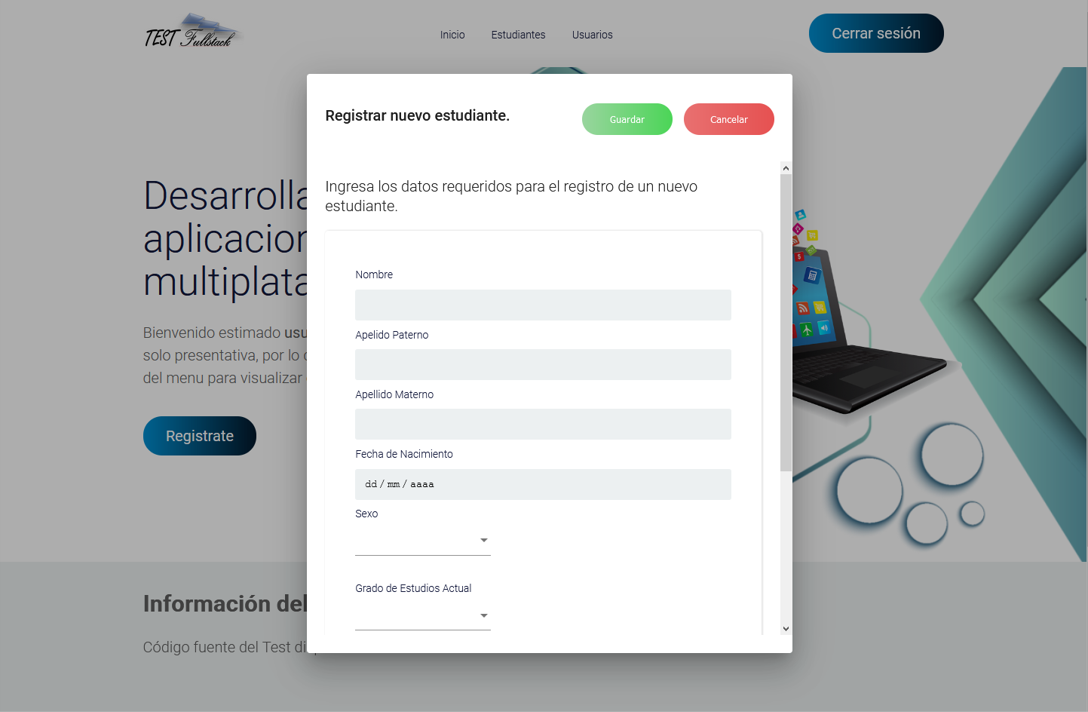 TEST Fullstack
Inicio
Estudiantes
Usuarios
Cerrar sesión
Registrar nuevo estudiante.
Guardar
Cancelar
Ingresa los datos requeridos para el registro de un nuevo
estudiante.
Nombre
Apelido Paterno
Apellido Materno
Fecha de Nacimiento
dd / mm / aaaa
Sexo
Grado de Estudios Actual
Desarrolla
aplicacion
multiplata
Bienvenido estimado usu
solo presentativa, por lo
del menu para visualizar
Registrate
Información del
Código fuente del Test